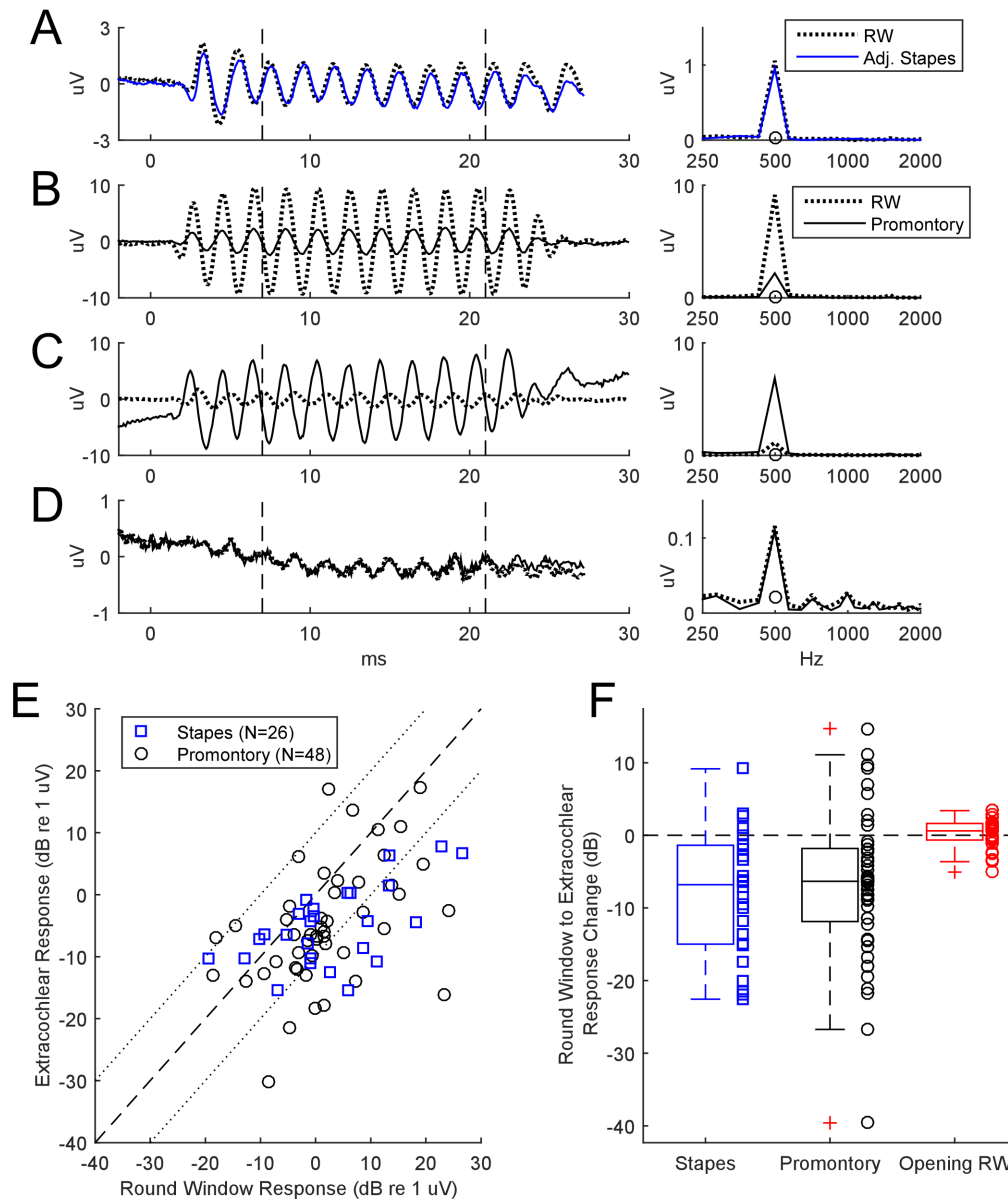 A
3
0
-3
uV
0
10
20
30
1
0
uV
250
500
1000
2000
RW
Adj. Stapes
B
10
0
-10
uV
0
10
20
30
10
0
uV
250
500
1000
2000
RW
Promontory
C
10
0
-10
uV
0
10
20
30
10
0
uV
250
500
1000
2000
D
1
0
-1
uV
0
10
20
30
ms
0.1
0
uV
250
500
1000
2000
Hz
E
30
20
10
0
-10
-20
-30
-40
Extracochlear Response (dB re 1 uV)
Stapes (N=26)
Promontory (N=48)
-40
-30
-20
-10
0
10
20
30
Round Window Response (dB re 1 uV)
F
10
0
-10
-20
-30
-40
Round Window to Extracochlear
Response Change (dB)
Stapes
Promontory
Opening RW